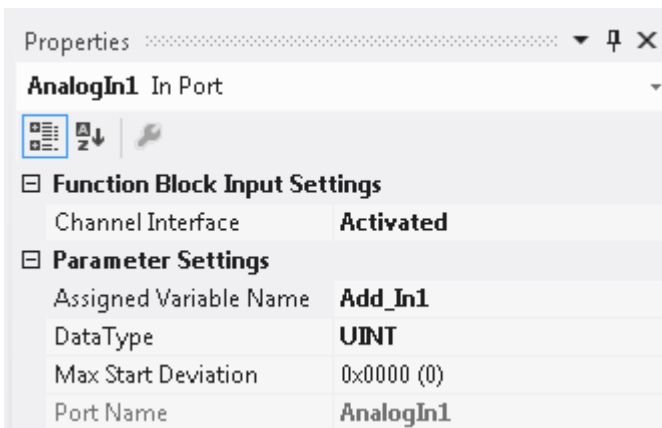 Properties
AnalogIn1 In Port
Function Block Input Settings
Channel Interface Activated
Parameter Settings
Assigned Variable Name Add_In1
DataType UINT
Max Start Deviation 0x0000 (0)
Port Name AnalogIn1